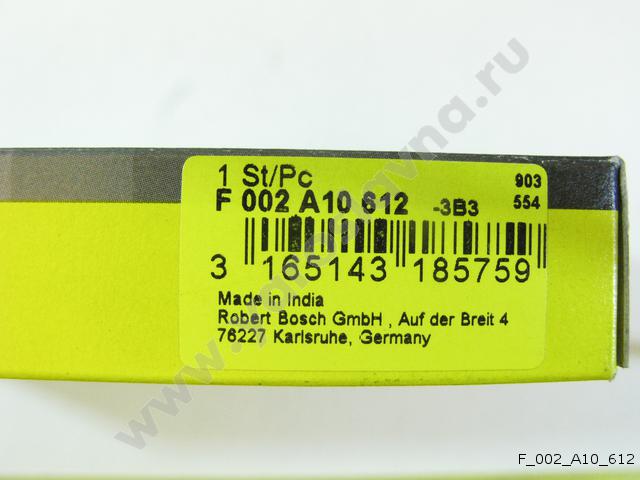 1 St/Pc 903
F 002 A10 612 -3B3 554
3 165143 185759
Made in India
Robert Bosch GmbH , Auf der Breit 4
76227 Karlsruhe, Germany
F_002_A10_612